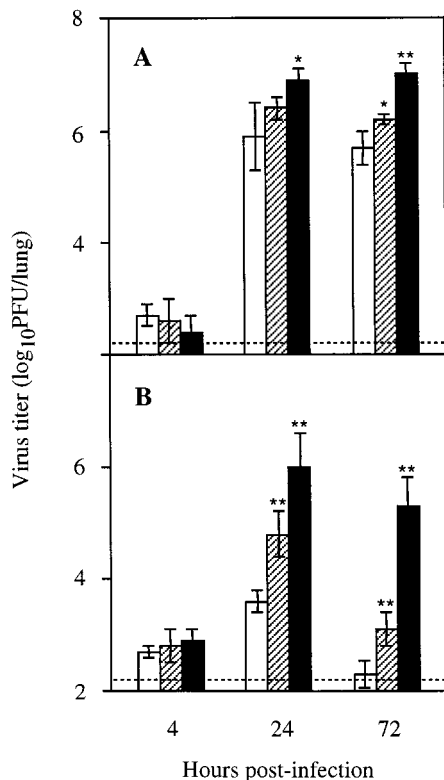 8
A
*
**
*
6
4
Virus titer (log10PFU/lung)
B
**
**
**
**
6
4
2
4 24 72
Hours post-infection